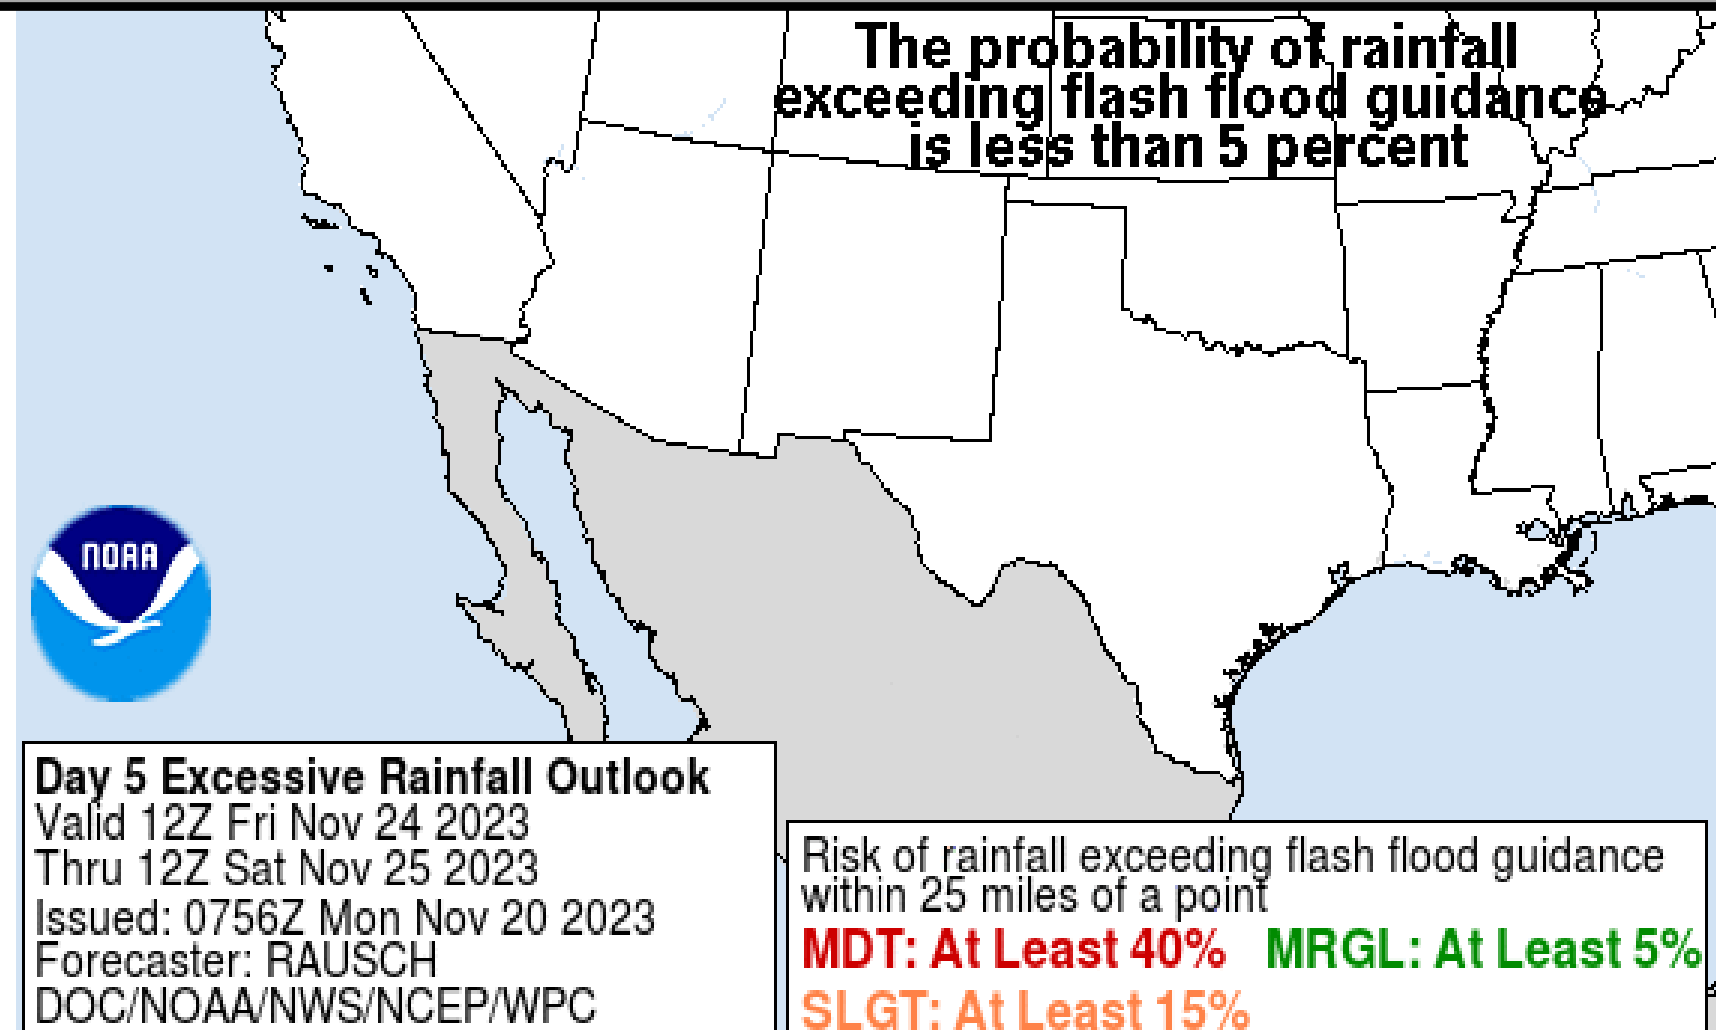 The probability of rainfall
exceeding flash flood guidance
is less than 5 percent
NOAA
Day 5 Excessive Rainfall Outlook
Valid 12Z Fri Nov 24 2023
Thru 12Z Sat Nov 25 2023
Issued: 0756Z Mon Nov 20 2023
Forecaster: RAUSCH
DOC/NOAA/NWS/NCEP/WPC
Risk of rainfall exceeding flash flood guidance
within 25 miles of a point
MDT: At Least 40% MRGL: At Least 5%
SLGT: At Least 15%